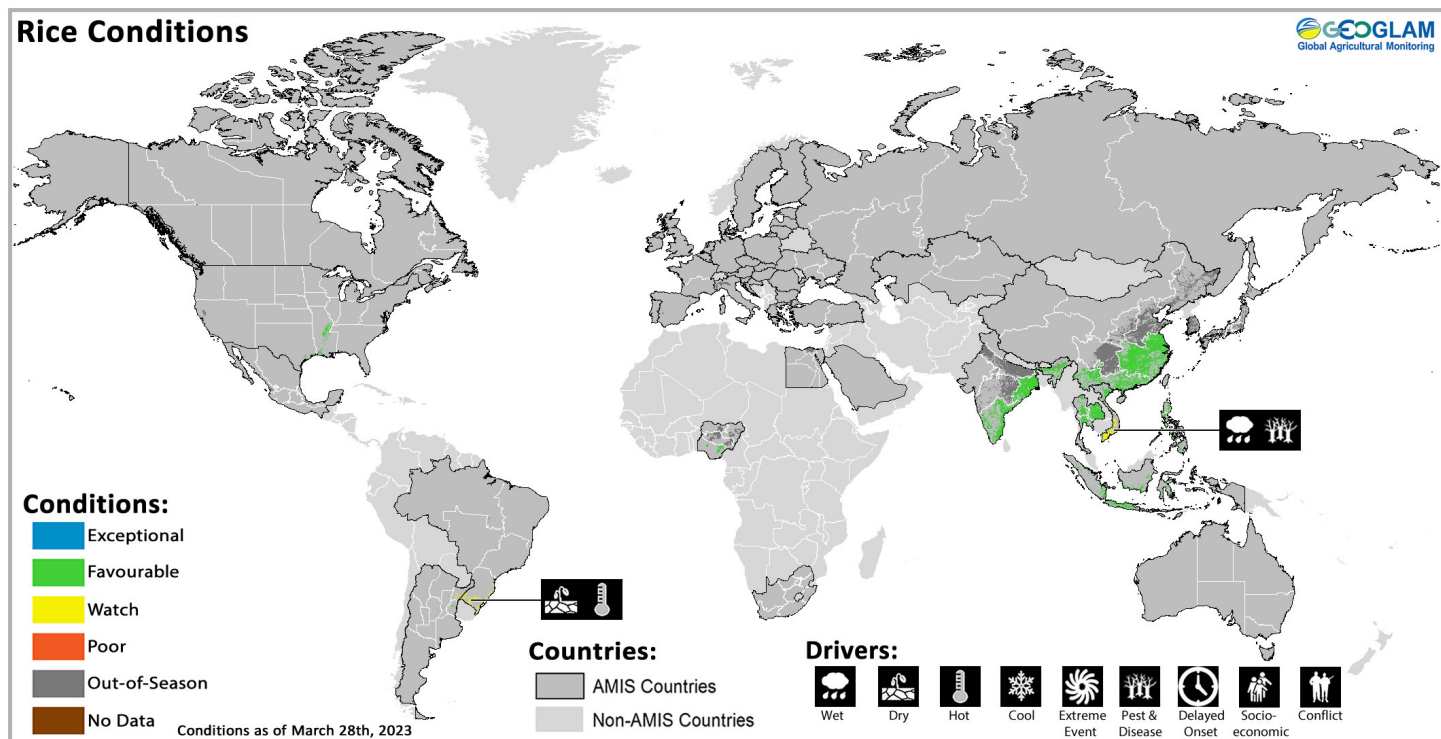 Rice Conditions
GEOGLAM
Global Agricultural Monitoring
Conditions:
Exceptional
Favourable
Watch
Poor
Out-of-Season
No Data
Conditions as of March 28th, 2023
Countries:
AMIS Countries
Non-AMIS Countries
Drivers:
Wet
Dry
Hot
Cool
Extreme
Event
Pest &
Disease
Delayed
Onset
Socio-
economic
Conflict